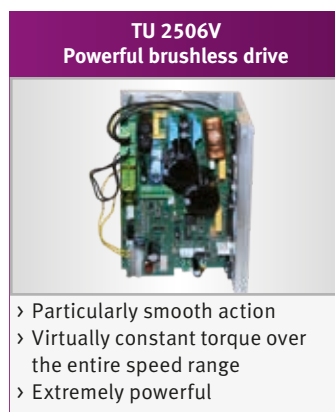 TU 2506V
Powerful brushless drive
› Particularly smooth action
› Virtually constant torque over
the entire speed range
› Extremely powerful